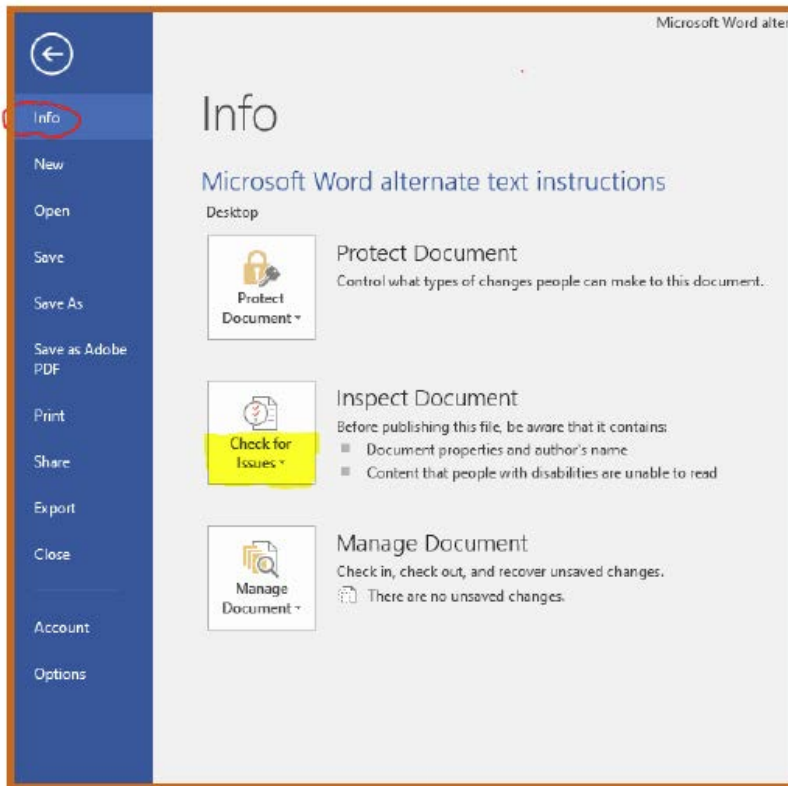 Microsoft Word alter
Info
New
Open
Save
Save As
Save as Adobe
PDF
Print
Share
Export
Close
Account
Options
Info
Microsoft Word alternate text instructions
Desktop
Protect
Document
Protect Document
Control what types of changes people can make to this document.
Check for
Issues
Inspect Document
Before publishing this file, be aware that it contains:
Document properties and author's name
Content that people with disabilities are unable to read
Manage
Document
Manage Document
Check in, check out, and recover unsaved changes.
There are no unsaved changes.